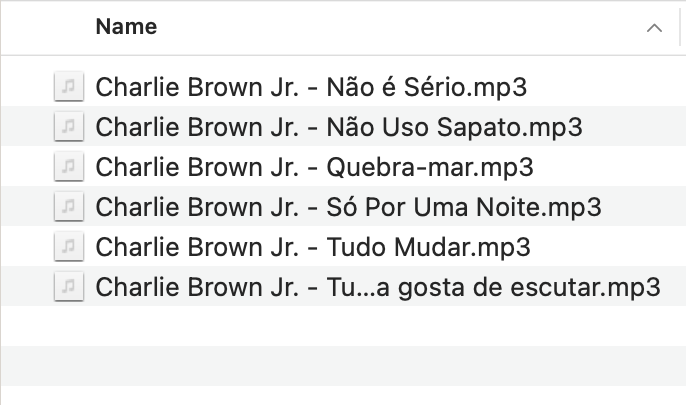 Name
Charlie Brown Jr. - Não é Sério.mp3
Charlie Brown Jr. - Não Uso Sapato.mp3
Charlie Brown Jr. - Quebra-mar.mp3
Charlie Brown Jr. - Só Por Uma Noite.mp3
Charlie Brown Jr. - Tudo Mudar.mp3
Charlie Brown Jr. - Tu...a gosta de escutar.mp3